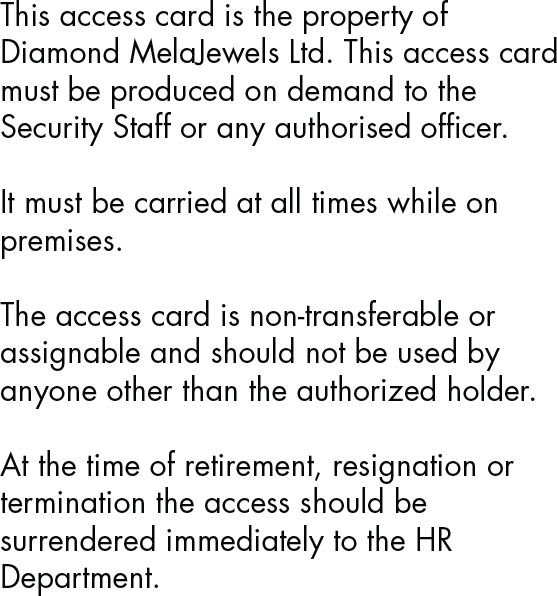 This access card is the property of
Diamond MelaJewels Ltd. This access card
must be produced on demand to the
Security Staff or any authorised officer.
It must be carried at all times while on
premises.
The access card is non-transferable or
assignable and should not be used by
anyone other than the authorized holder.
At the time of retirement, resignation or
termination the access should be
surrendered immediately to the HR
Department.